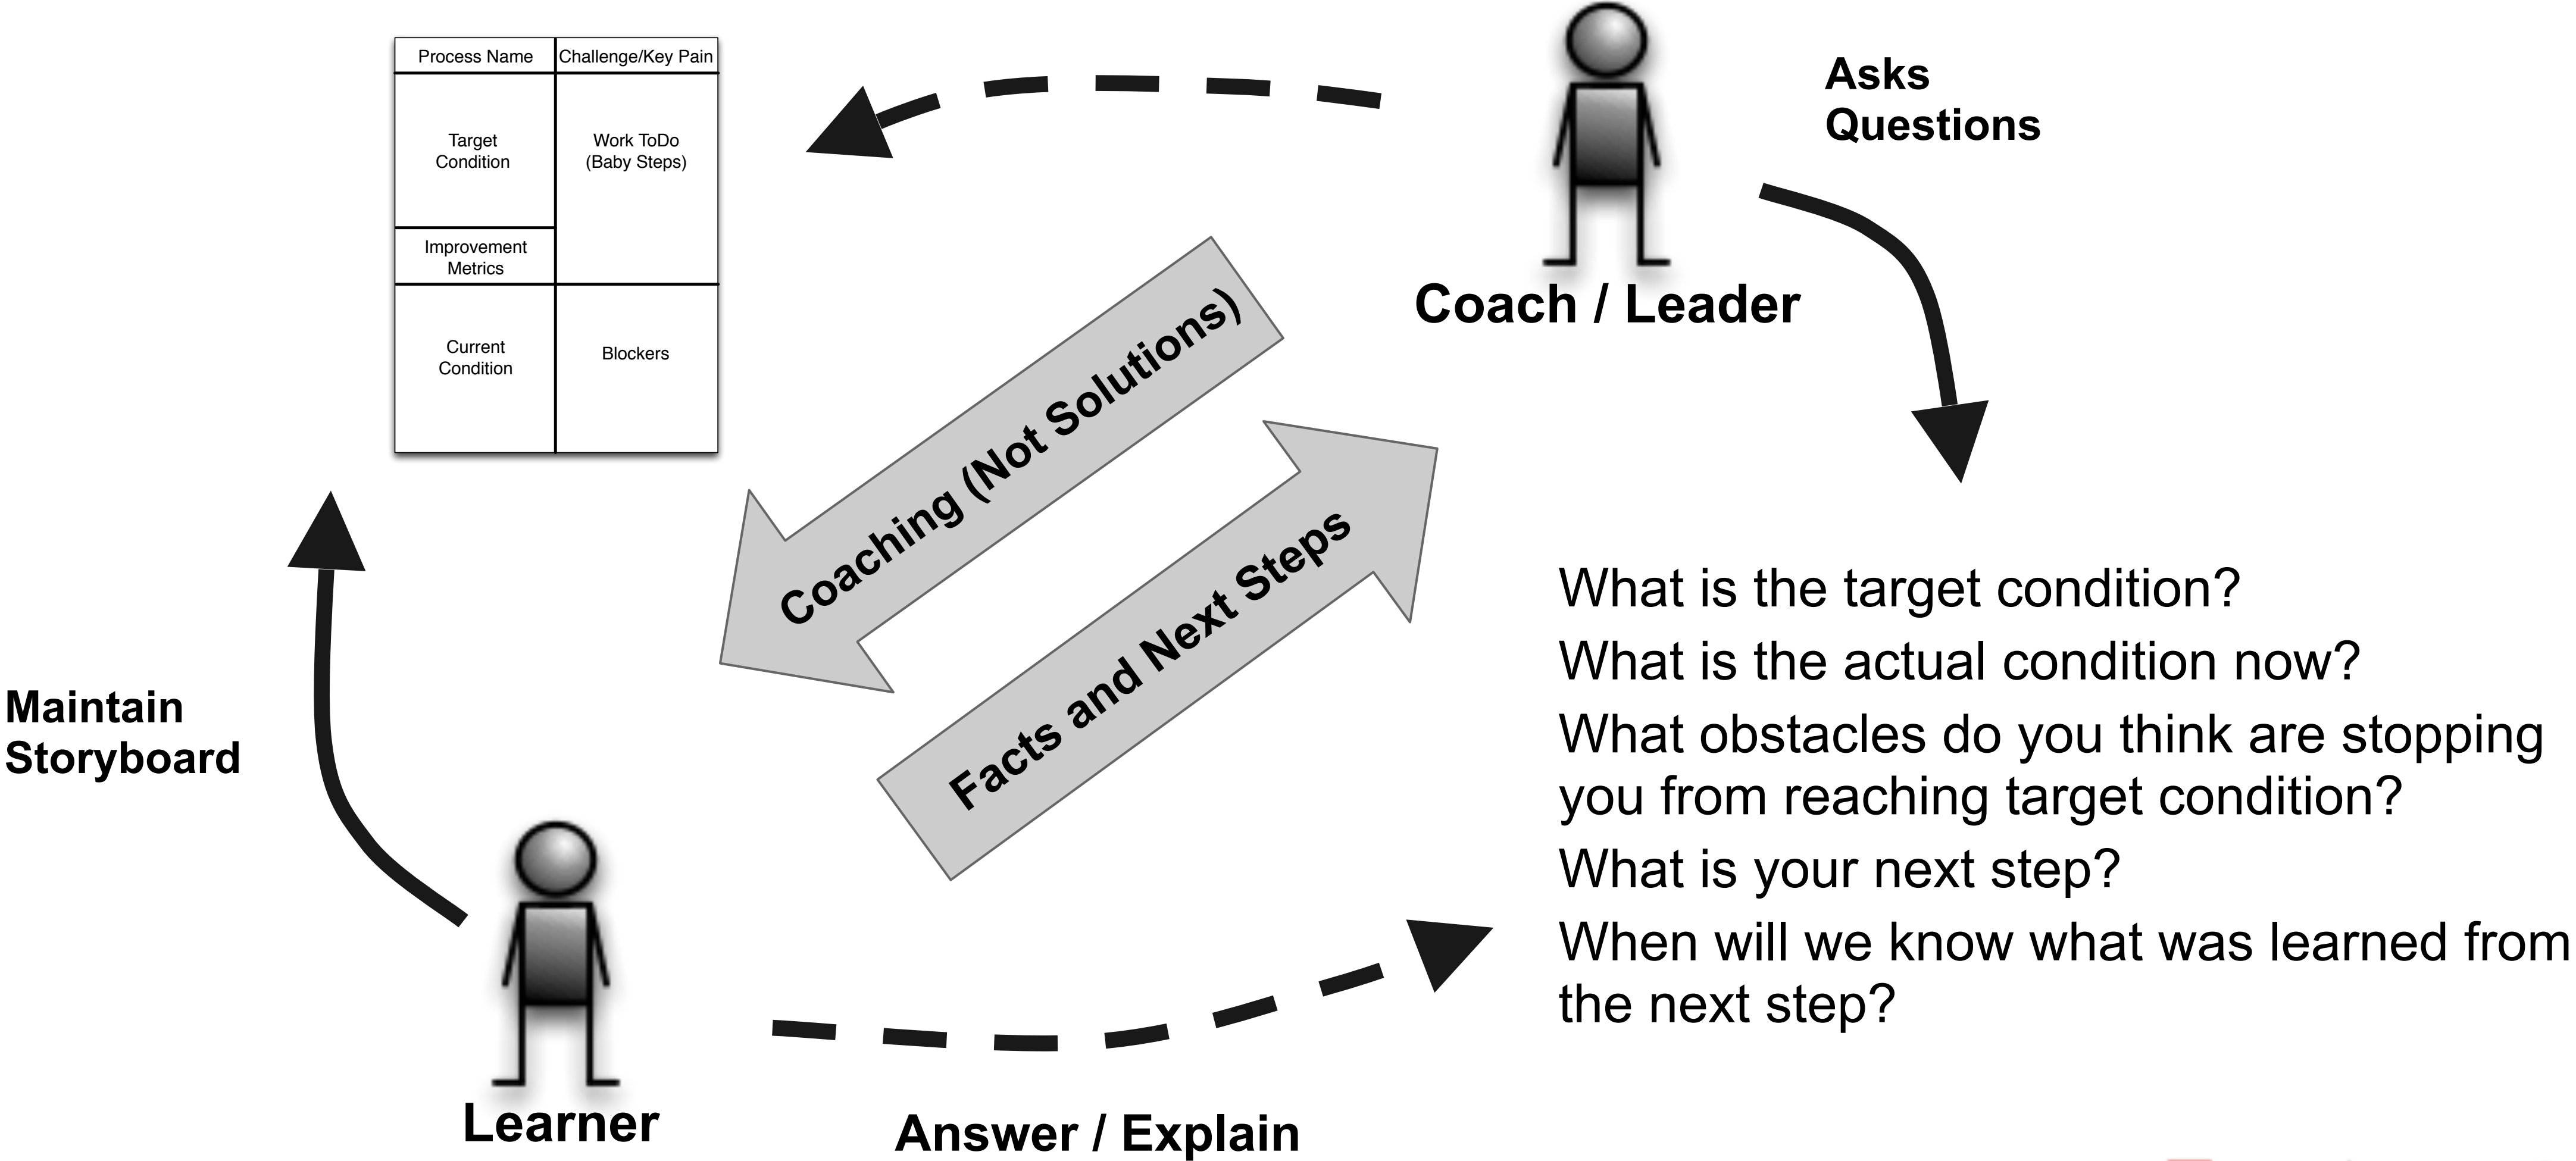 Process Name
Challenge/Key Pain
Target
Condition
Work ToDo
(Baby Steps)
Improvement
Metrics
Current
Condition
Blockers
Asks
Questions
Coach / Leader
Coaching (Not Solutions)
Facts and Next Steps
Maintain
Storyboard
Learner
Answer / Explain
What is the target condition?
What is the actual condition now?
What obstacles do you think are stopping
you from reaching target condition?
What is your next step?
When will we know what was learned from
the next step?